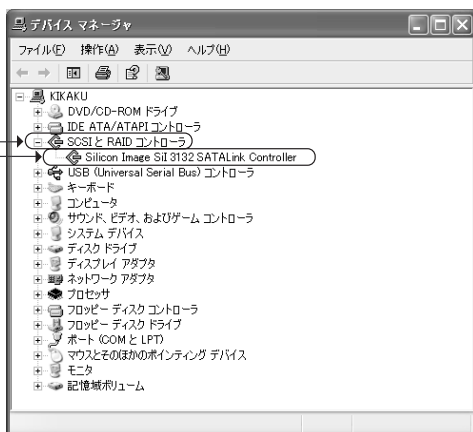 デバイス マネージャ
ファイル(F) 操作(A) 表示(V) ヘルプ(H)
KIKAKU
DVD/CD-ROM ドライブ
IDE ATA/ATAPI コントローラ
SCSI と RAID コントローラ
Silicon Image SiI 3132 SATALink Controller
USB (Universal Serial Bus) コントローラ
キーボード
コンピュータ
サウンド、ビデオ、およびゲーム コントローラ
システム デバイス
ディスク ドライブ
ディスプレイ アダプタ
ネットワーク アダプタ
プロセッサ
フロッピー ディスク コントローラ
フロッピー ディスク ドライブ
ポート (COM と LPT)
マウスとそのほかのポインティング デバイス
モニタ
記憶域ボリューム